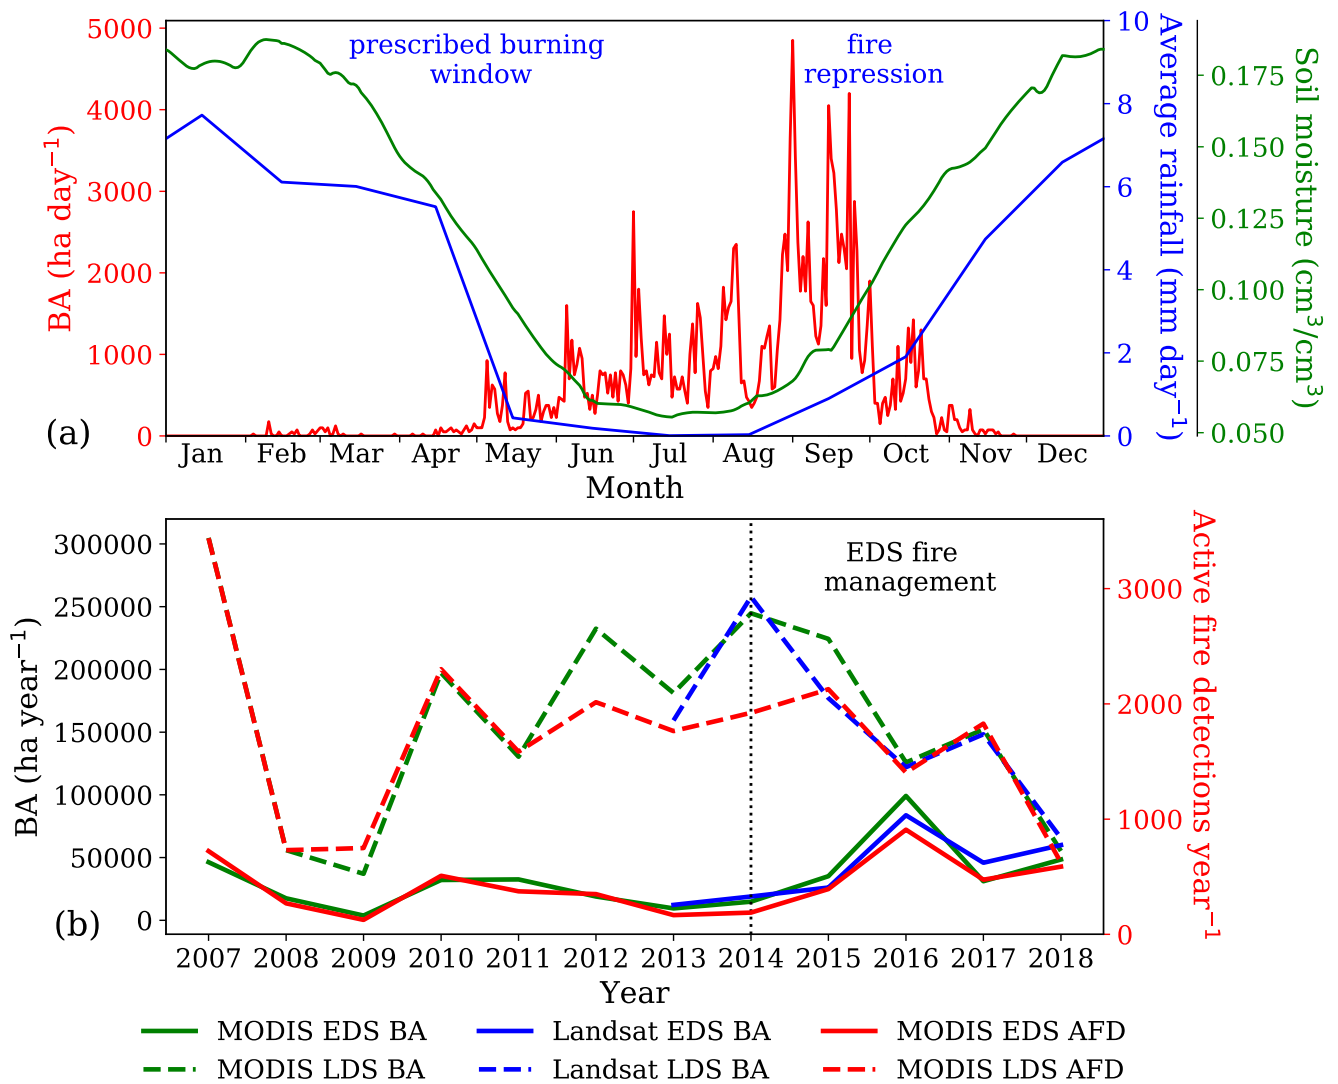 prescribed burning
window
fire
repression
5000
4000
3000
2000
1000
0
BA (ha day⁻¹)
10
8
6
4
2
0
Average rainfall (mm day⁻¹)
0.175
0.150
0.125
0.100
0.075
0.050
Soil moisture (cm³/cm³)
(a)
Jan Feb Mar Apr May Jun Jul Aug Sep Oct Nov Dec
Month
EDS fire
management
300000
250000
200000
150000
100000
50000
0
BA (ha year⁻¹)
3000
2000
1000
0
Active fire detections year⁻¹
(b)
2007 2008 2009 2010 2011 2012 2013 2014 2015 2016 2017 2018
Year
MODIS EDS BA Landsat EDS BA MODIS EDS AFD
MODIS LDS BA Landsat LDS BA MODIS LDS AFD